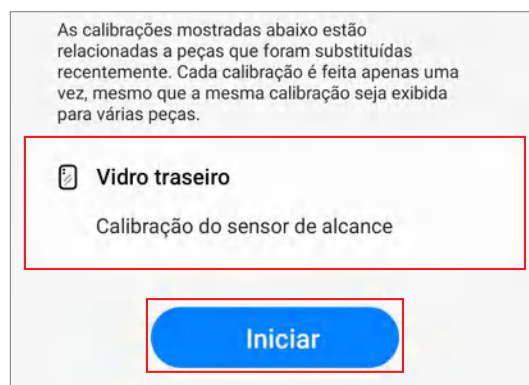 As calibrações mostradas abaixo estão
relacionadas a peças que foram substituídas
recentemente. Cada calibração é feita apenas uma
vez, mesmo que a mesma calibração seja exibida
para várias peças.
Vidro traseiro
Calibração do sensor de alcance
Iniciar